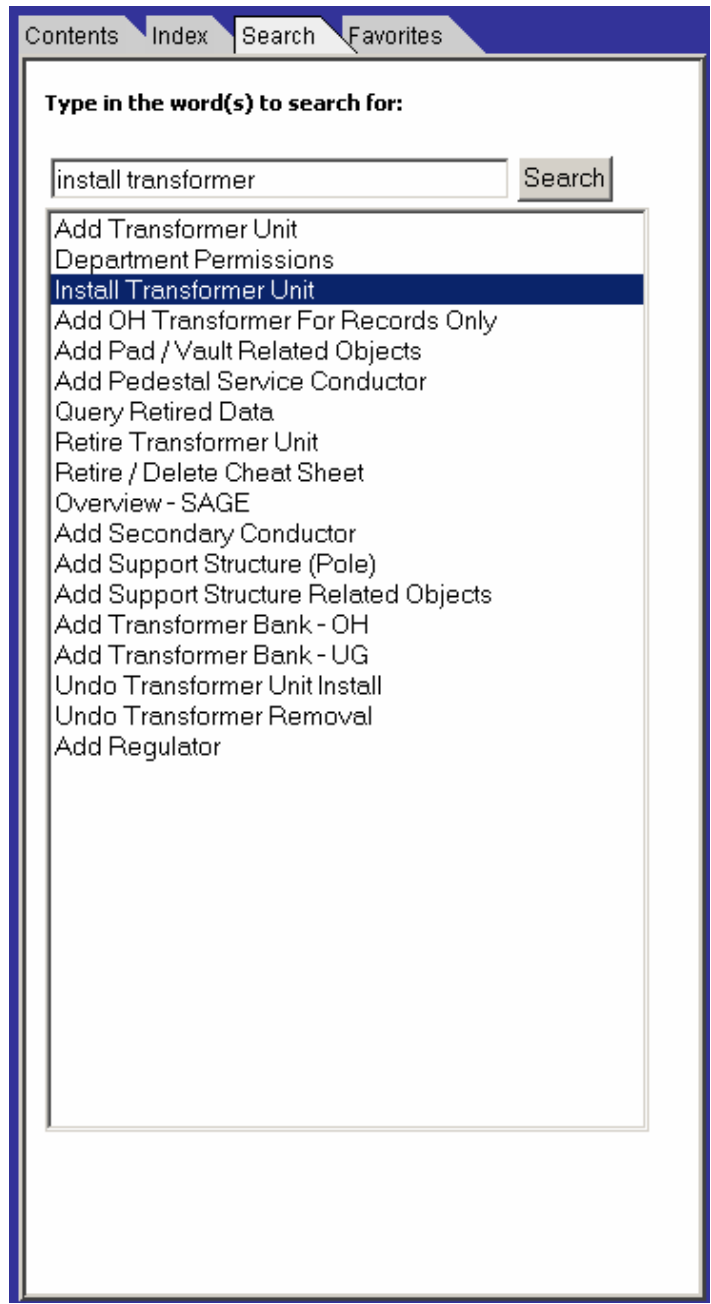 Contents Index Search Favorites
Type in the word(s) to search for:
install transformer Search
Add Transformer Unit
Department Permissions
Install Transformer Unit
Add OH Transformer For Records Only
Add Pad / Vault Related Objects
Add Pedestal Service Conductor
Query Retired Data
Retire Transformer Unit
Retire / Delete Cheat Sheet
Overview - SAGE
Add Secondary Conductor
Add Support Structure (Pole)
Add Support Structure Related Objects
Add Transformer Bank - OH
Add Transformer Bank - UG
Undo Transformer Unit Install
Undo Transformer Removal
Add Regulator